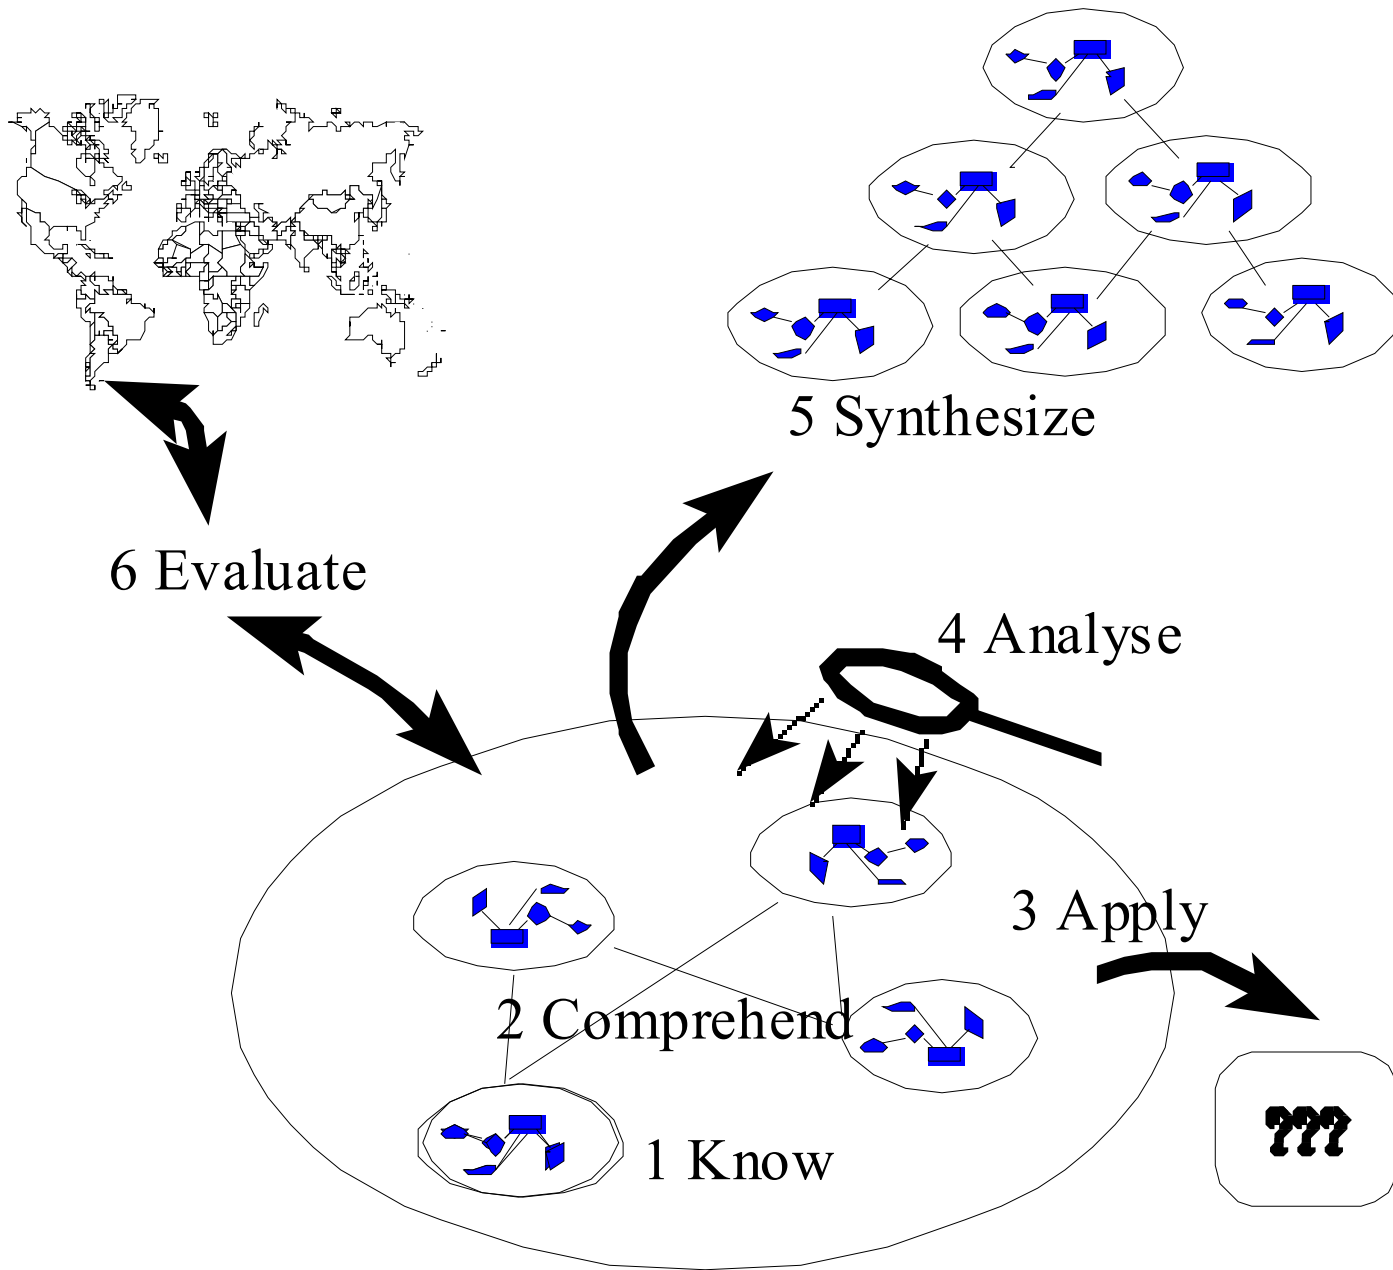 5 Synthesize
6 Evaluate
4 Analyse
3 Apply
2 Comprehend
1 Know
???